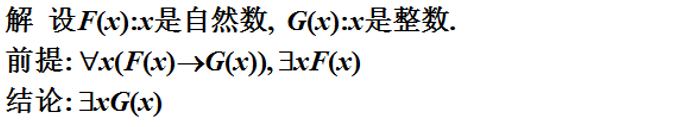 解 设F(x):x是自然数, G(x):x是整数.
前提: ∀x(F(x)→G(x)), ∃xF(x)
结论: ∃xG(x)